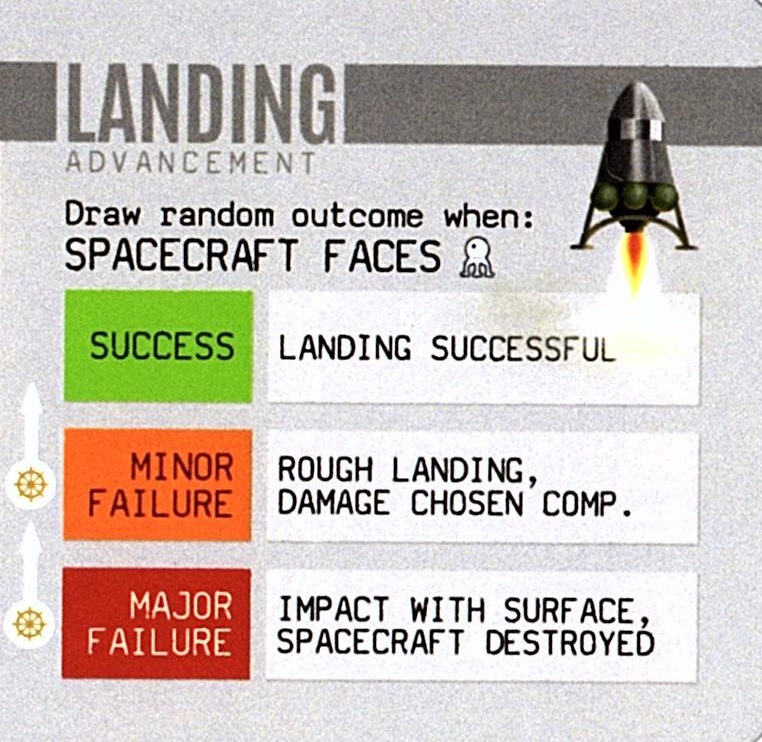 LANDING
ADVANCEMENT
Draw random outcome when:
SPACECRAFT FACES
SUCCESS
LANDING SUCCESSFUL
MINOR
FAILURE
ROUGH LANDING,
DAMAGE CHOSEN COMP.
MAJOR
FAILURE
IMPACT WITH SURFACE,
SPACECRAFT DESTROYED